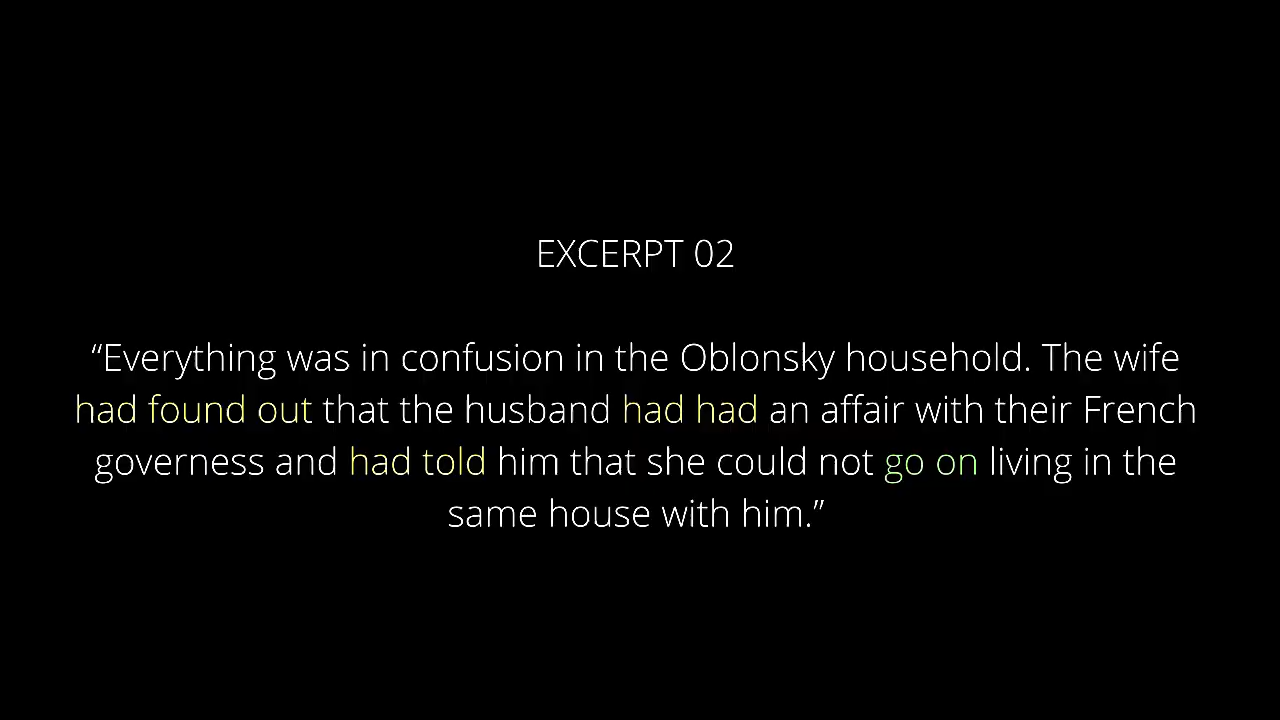 EXCERPT 02
“Everything was in confusion in the Oblonsky household. The wife
had found out that the husband had had an affair with their French
governess and had told him that she could not go on living in the
same house with him.”